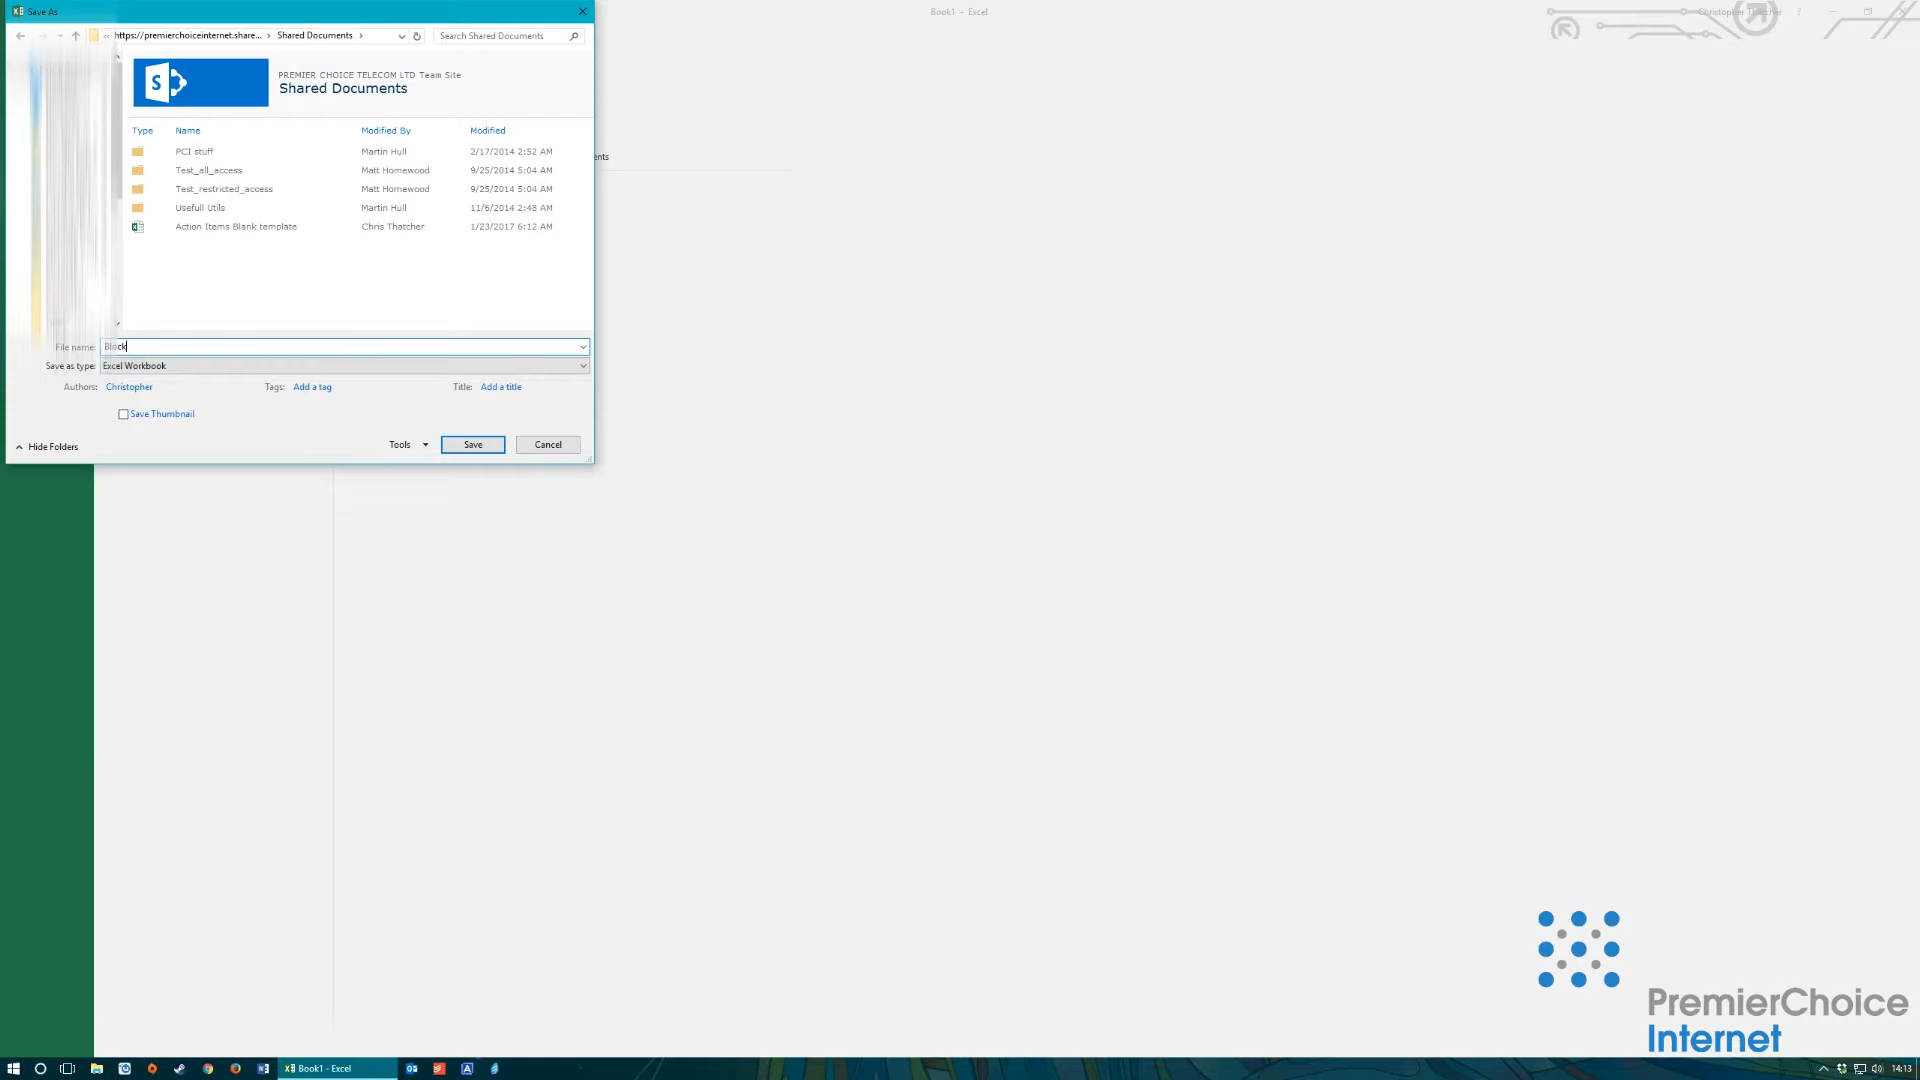 Save As
Book1 - Excel
Christopher Thatcher
?
https://premierchoiceinternet.share... > Shared Documents >
Search Shared Documents
PREMIER CHOICE TELECOM LTD Team Site
Shared Documents
Type Name Modified By Modified
PCI stuff Martin Hull 2/17/2014 2:52 AM
ents
Test_all_access Matt Homewood 9/25/2014 5:04 AM
Test_restricted_access Matt Homewood 9/25/2014 5:04 AM
Usefull Utils Martin Hull 11/6/2014 2:48 AM
Action Items Blank template Chris Thatcher 1/23/2017 6:12 AM
File name: Block
Save as type: Excel Workbook
Authors: Christopher Tags: Add a tag Title: Add a title
Save Thumbnail
Hide Folders Tools Save Cancel
PremierChoice
Internet
Book1 - Excel
14:13